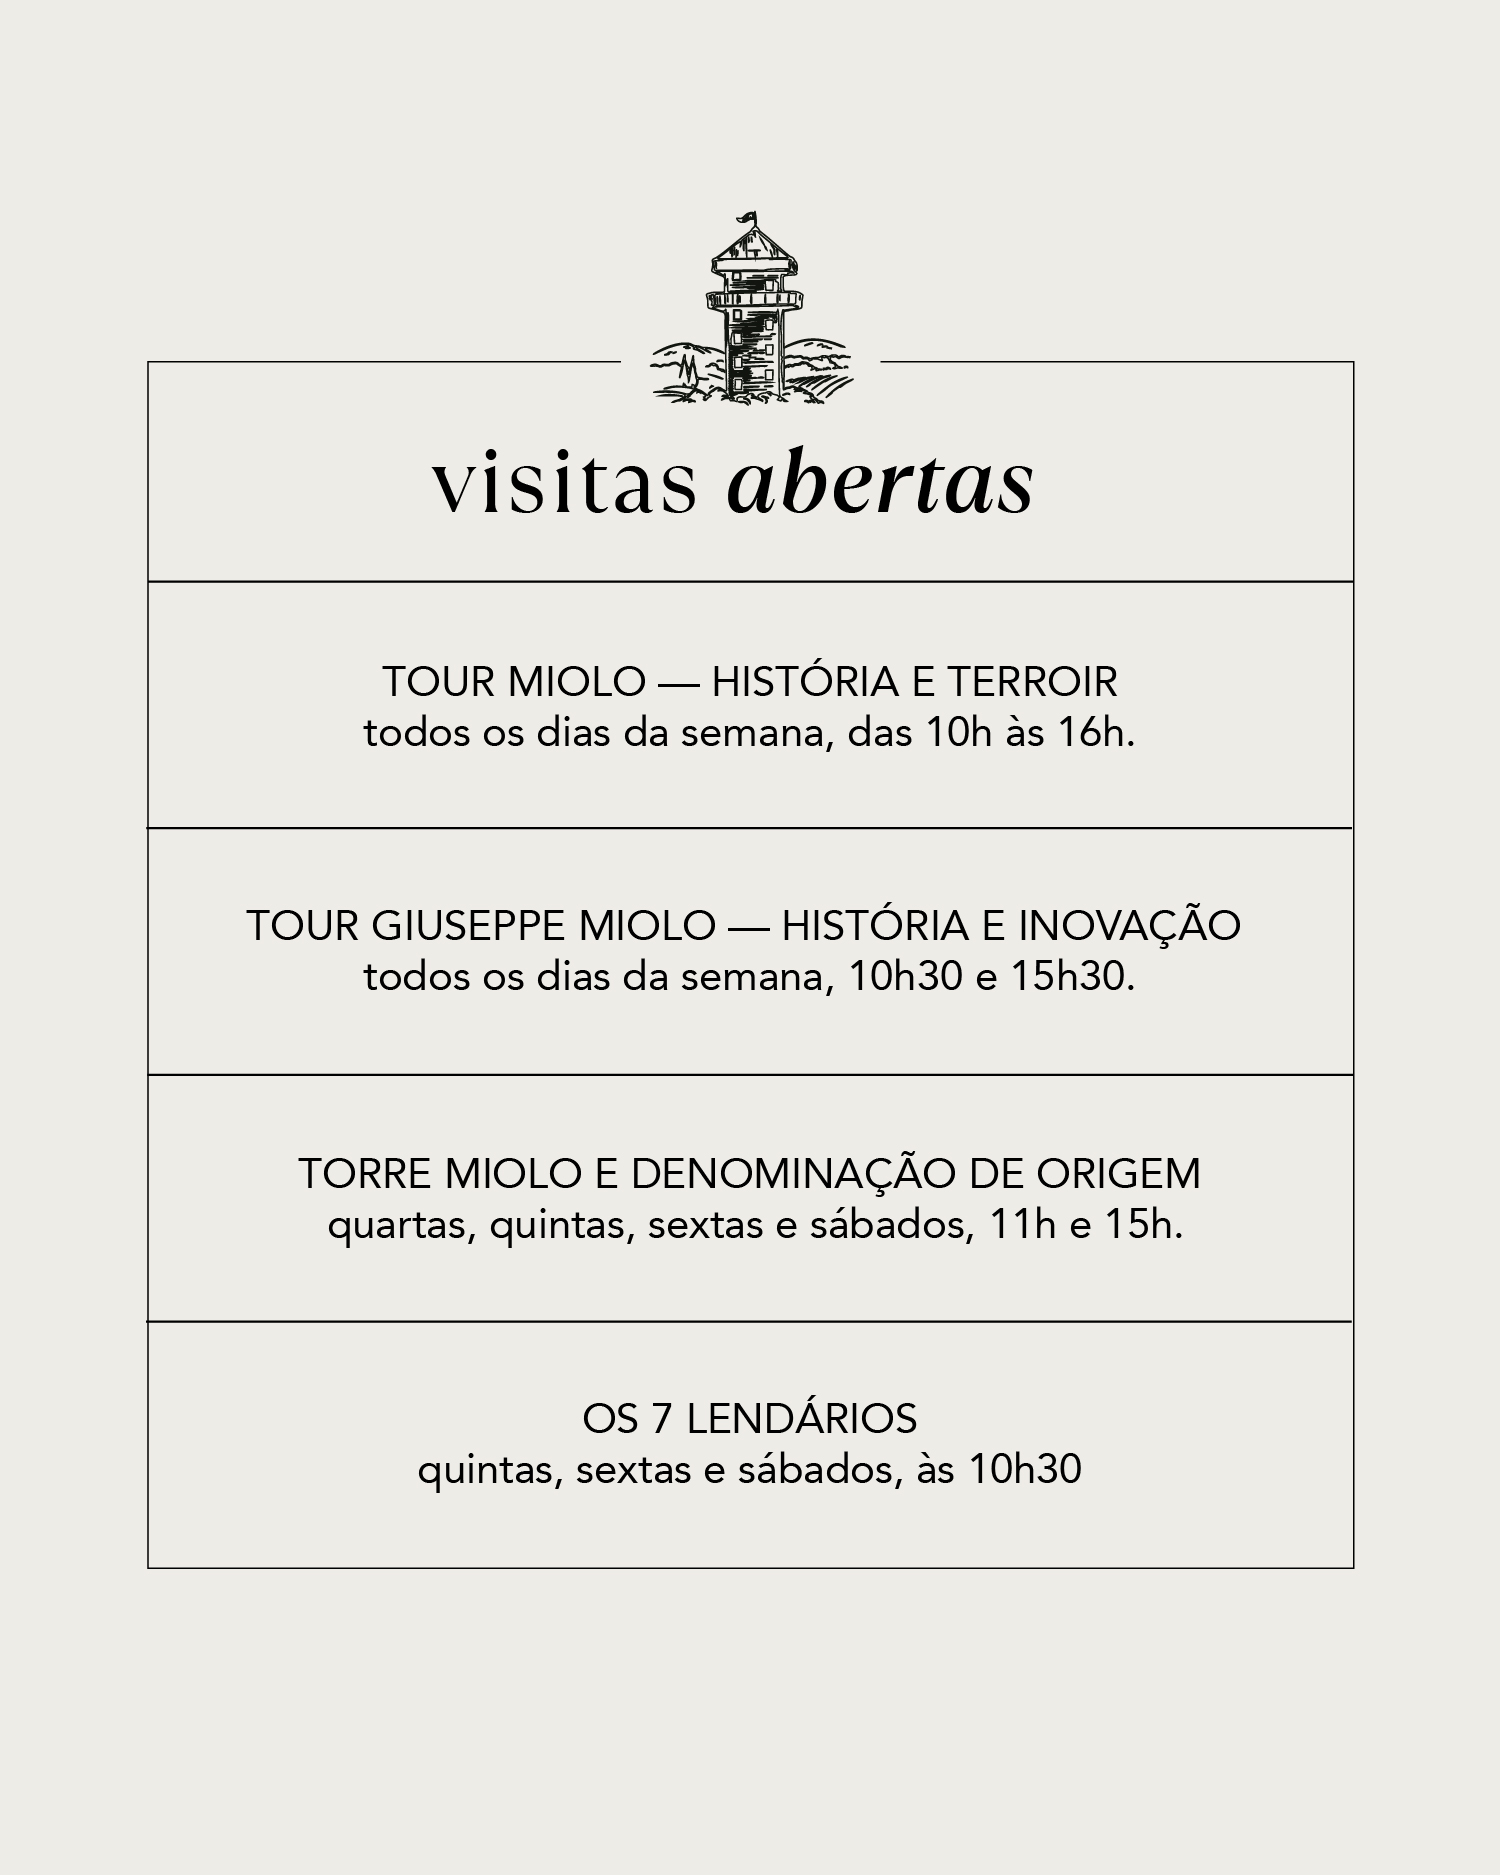 visitas abertas
TOUR MIOLO — HISTÓRIA E TERROIR
todos os dias da semana, das 10h às 16h.
TOUR GIUSEPPE MIOLO — HISTÓRIA E INOVAÇÃO
todos os dias da semana, 10h30 e 15h30.
TORRE MIOLO E DENOMINAÇÃO DE ORIGEM
quartas, quintas, sextas e sábados, 11h e 15h.
OS 7 LENDÁRIOS
quintas, sextas e sábados, às 10h30